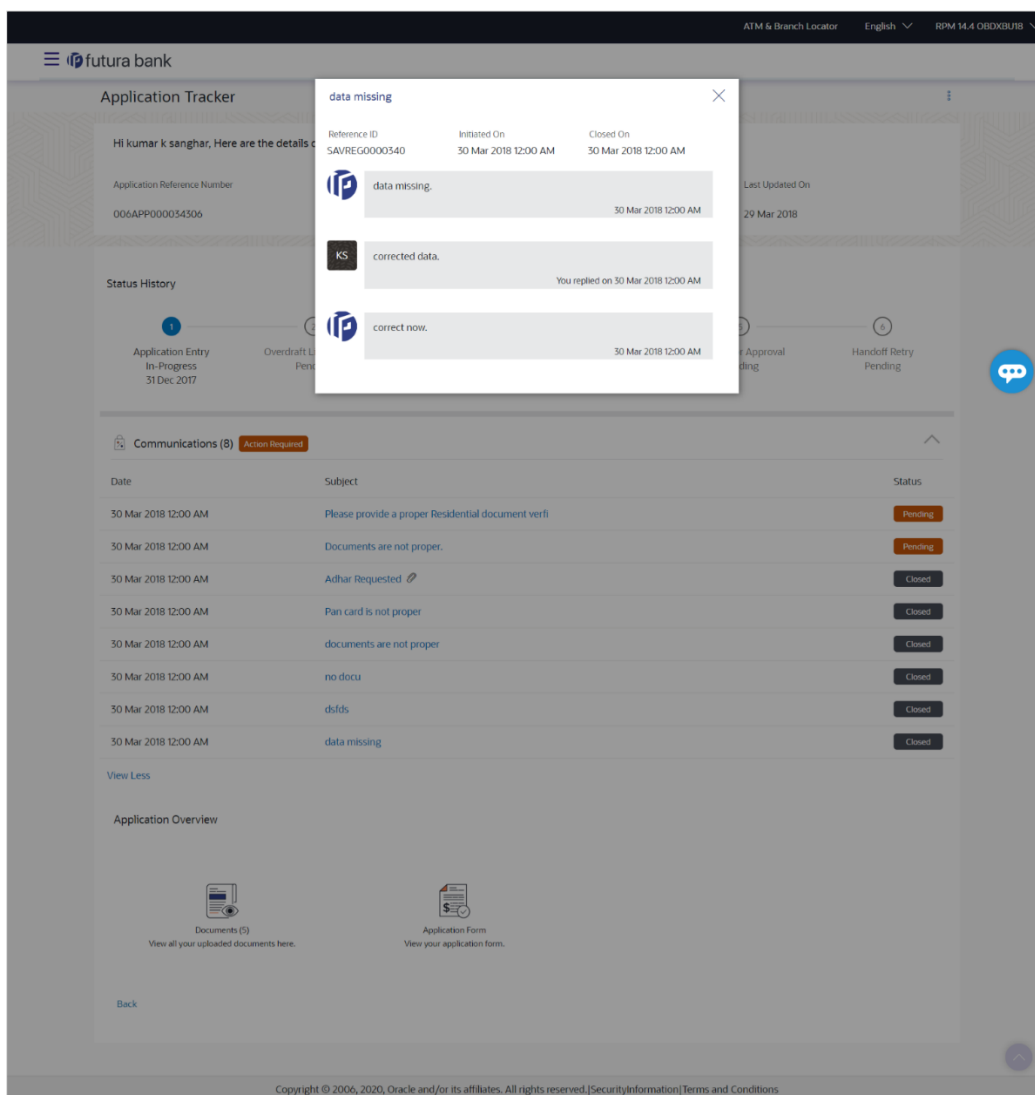 ATM & Branch Locator English RPM 14.4 OBDXBU18
futura bank
Application Tracker
data missing
Hi kumar k sanghar, Here are the details
Reference ID Initiated On Closed On
SAVREG0000340 30 Mar 2018 12:00 AM 30 Mar 2018 12:00 AM
Application Reference Number Last Updated On
006APP000034306 29 Mar 2018
data missing.
30 Mar 2018 12:00 AM
KS
corrected data.
You replied on 30 Mar 2018 12:00 AM
correct now.
30 Mar 2018 12:00 AM
Status History
1 6
Application Entry Overdraft Approval Handoff Retry
In-Progress Pending
31 Dec 2017
Communications (8) Action Required
Date Subject Status
30 Mar 2018 12:00 AM Please provide a proper Residential document verfi Pending
30 Mar 2018 12:00 AM Documents are not proper. Pending
30 Mar 2018 12:00 AM Adhar Requested Closed
30 Mar 2018 12:00 AM Pan card is not proper Closed
30 Mar 2018 12:00 AM documents are not proper Closed
30 Mar 2018 12:00 AM no docu Closed
30 Mar 2018 12:00 AM dsfds Closed
30 Mar 2018 12:00 AM data missing Closed
View Less
Application Overview
Documents (5) Application Form
View all your uploaded documents here. View your application form.
Back
Copyright © 2006, 2020, Oracle and/or its affiliates. All rights reserved.|SecurityInformation|Terms and Conditions